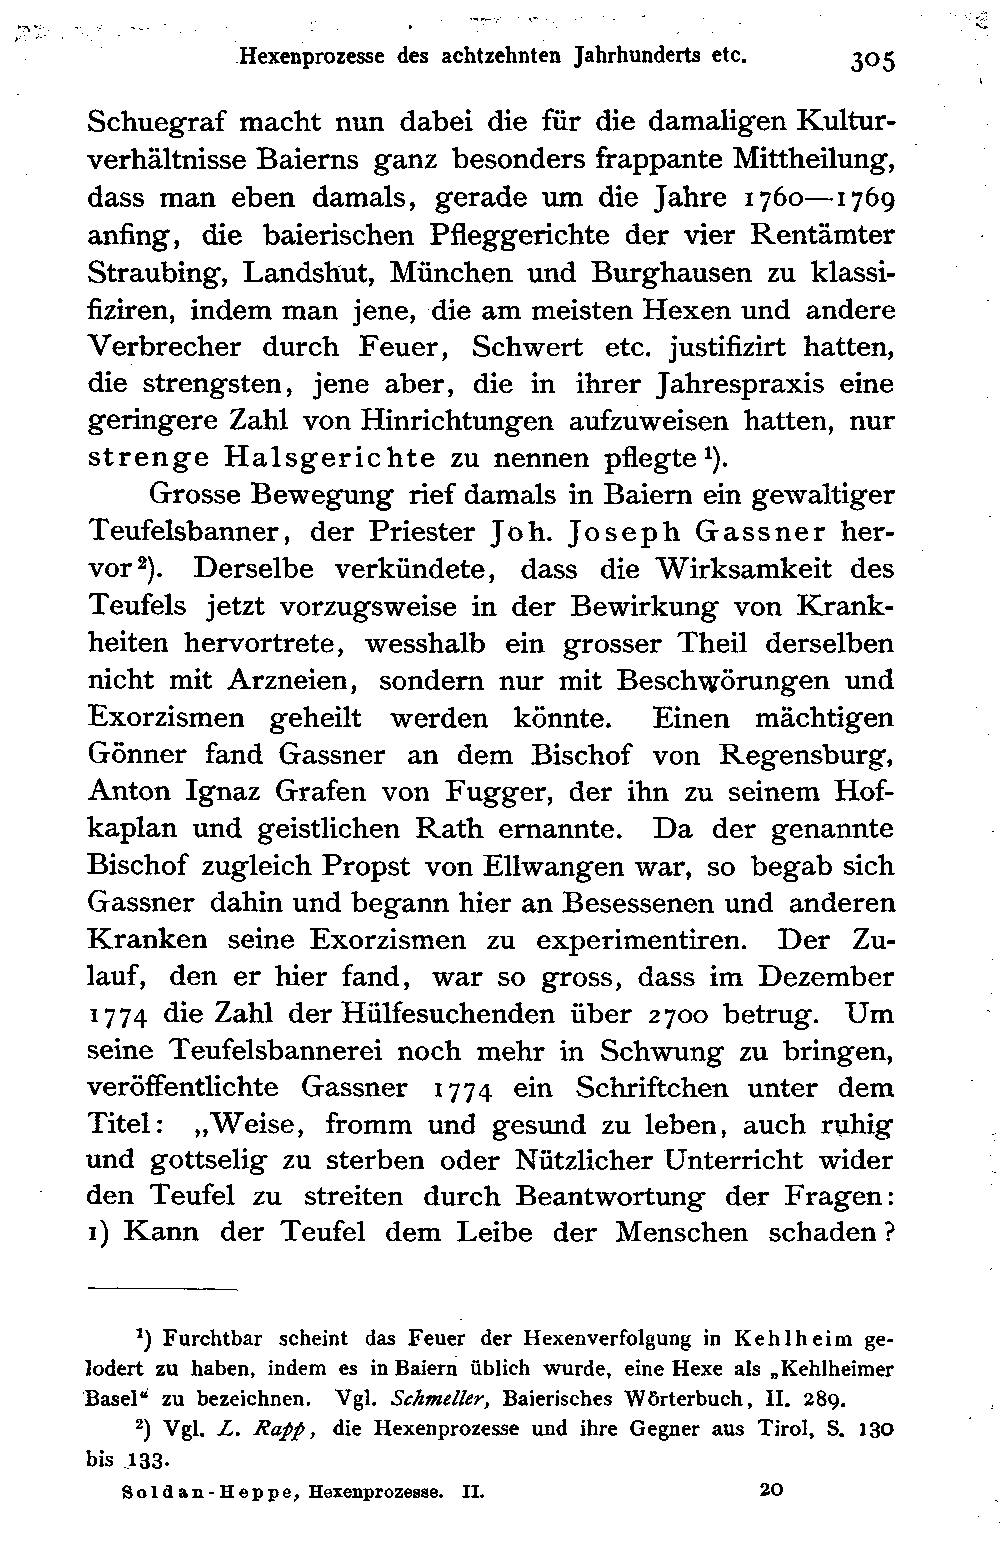 Hexenprozesse des achtzehnten Jahrhunderts etc. 305
Schuegraf macht nun dabei die für die damaligen Kultur-
verhältnisse Baierns ganz besonders frappante Mittheilung,
dass man eben damals, gerade um die Jahre 1760—1769
anfing, die baierischen Pfleggerichte der vier Rentämter
Straubing, Landshut, München und Burghausen zu klassi-
fiziren, indem man jene, die am meisten Hexen und andere
Verbrecher durch Feuer, Schwert etc. justifizirt hatten,
die strengsten, jene aber, die in ihrer Jahrespraxis eine
geringere Zahl von Hinrichtungen aufzuweisen hatten, nur
strenge Halsgerichte zu nennen pflegte ¹).
Grosse Bewegung rief damals in Baiern ein gewaltiger
Teufelsbanner, der Priester Joh. Joseph Gassner her-
vor ²). Derselbe verkündete, dass die Wirksamkeit des
Teufels jetzt vorzugsweise in der Bewirkung von Krank-
heiten hervortrete, wesshalb ein grosser Theil derselben
nicht mit Arzneien, sondern nur mit Beschwörungen und
Exorzismen geheilt werden könnte. Einen mächtigen
Gönner fand Gassner an dem Bischof von Regensburg,
Anton Ignaz Grafen von Fugger, der ihn zu seinem Hof-
kaplan und geistlichen Rath ernannte. Da der genannte
Bischof zugleich Propst von Ellwangen war, so begab sich
Gassner dahin und begann hier an Besessenen und anderen
Kranken seine Exorzismen zu experimentiren. Der Zu-
lauf, den er hier fand, war so gross, dass im Dezember
1774 die Zahl der Hülfesuchenden über 2700 betrug. Um
seine Teufelsbannerei noch mehr in Schwung zu bringen,
veröffentlichte Gassner 1774 ein Schriftchen unter dem
Titel: „Weise, fromm und gesund zu leben, auch ruhig
und gottselig zu sterben oder Nützlicher Unterricht wider
den Teufel zu streiten durch Beantwortung der Fragen:
1) Kann der Teufel dem Leibe der Menschen schaden?
¹) Furchtbar scheint das Feuer der Hexenverfolgung in Kehlheim ge-
lodert zu haben, indem es in Baiern üblich wurde, eine Hexe als „Kehlheimer
Basel“ zu bezeichnen. Vgl. Schmeller, Baierisches Wörterbuch, II. 289.
²) Vgl. L. Rapp, die Hexenprozesse und ihre Gegner aus Tirol, S. 130
bis 133.
Soldan-Heppe, Hexenprozesse. II. 20